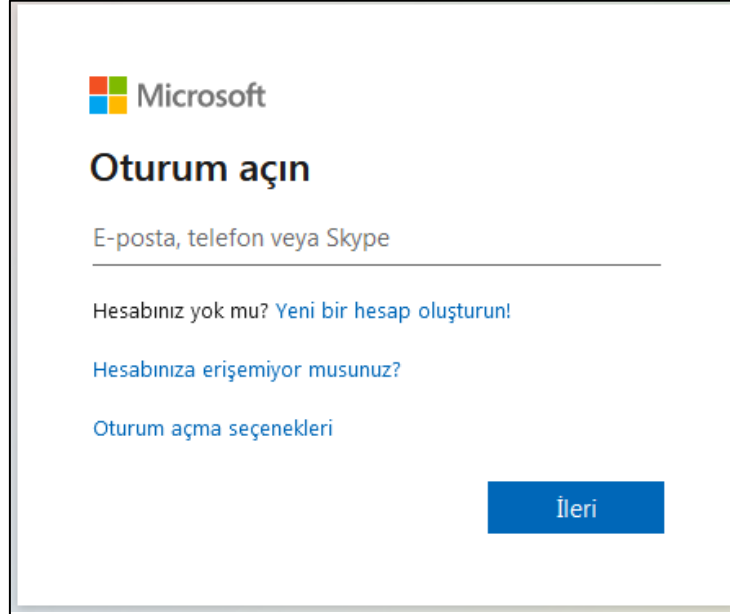 Microsoft
Oturum açın
E-posta, telefon veya Skype
Hesabınız yok mu? Yeni bir hesap oluşturun!
Hesabınıza erişemiyor musunuz?
Oturum açma seçenekleri
İleri